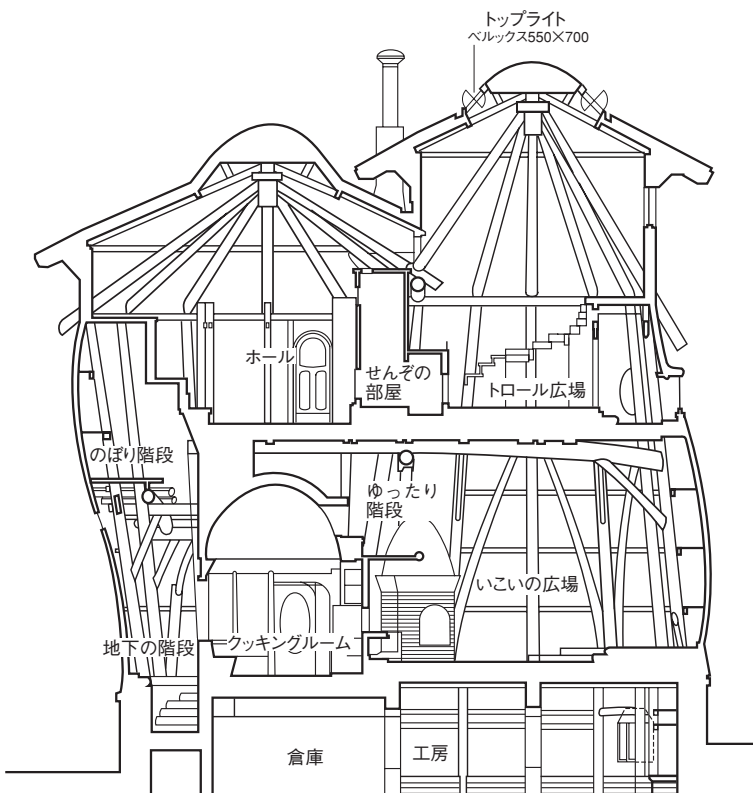 トップライト
ベルックス550×700
ホール
せんぞの
部屋
トロール広場
のぼり階段
ゆったり
階段
いこいの広場
地下の階段
クッキングルーム
倉庫
工房